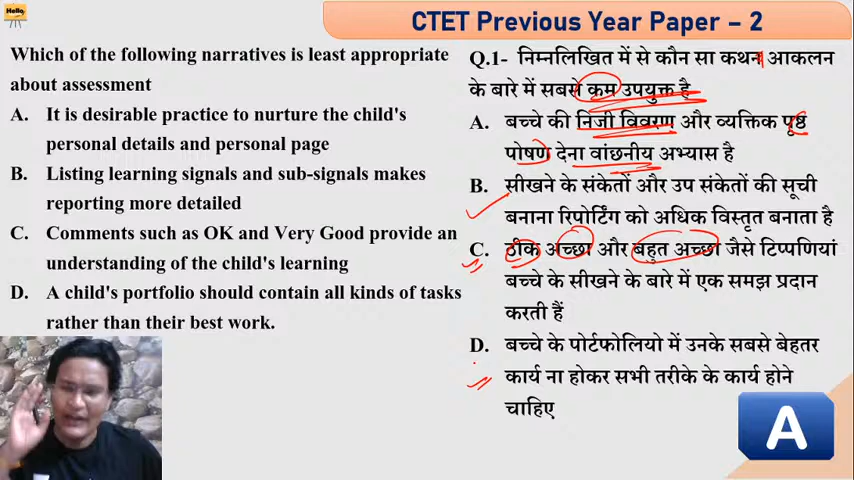 Hello
CTET Previous Year Paper – 2
Which of the following narratives is least appropriate
about assessment
A. It is desirable practice to nurture the child's
personal details and personal page
B. Listing learning signals and sub-signals makes
reporting more detailed
C. Comments such as OK and Very Good provide an
understanding of the child's learning
D. A child's portfolio should contain all kinds of tasks
rather than their best work.
Q.1- निम्नलिखित में से कौन सा कथन आकलन
के बारे में सबसे कम उपयुक्त है
A. बच्चे की निजी विवरण और व्यक्तिक पृष्ठ
पोषण देना वांछनीय अभ्यास है
B. सीखने के संकेतों और उप संकेतों की सूची
बनाना रिपोर्टिंग को अधिक विस्तृत बनाता है
C. ठीक अच्छा और बहुत अच्छा जैसे टिप्पणियां
बच्चे के सीखने के बारे में एक समझ प्रदान
करती हैं
D. बच्चे के पोर्टफोलियो में उनके सबसे बेहतर
कार्य ना होकर सभी तरीके के कार्य होने
चाहिए
A